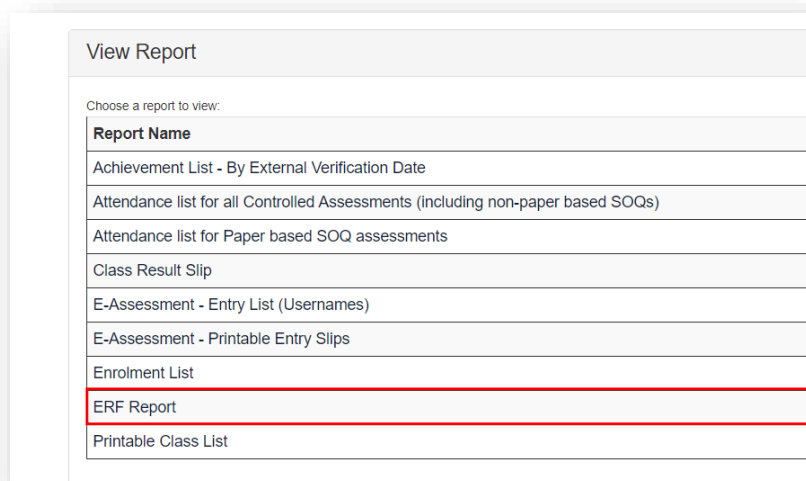 View Report
Choose a report to view:
Report Name
Achievement List - By External Verification Date
Attendance list for all Controlled Assessments (including non-paper based SOQs)
Attendance list for Paper based SOQ assessments
Class Result Slip
E-Assessment - Entry List (Usernames)
E-Assessment - Printable Entry Slips
Enrolment List
ERF Report
Printable Class List